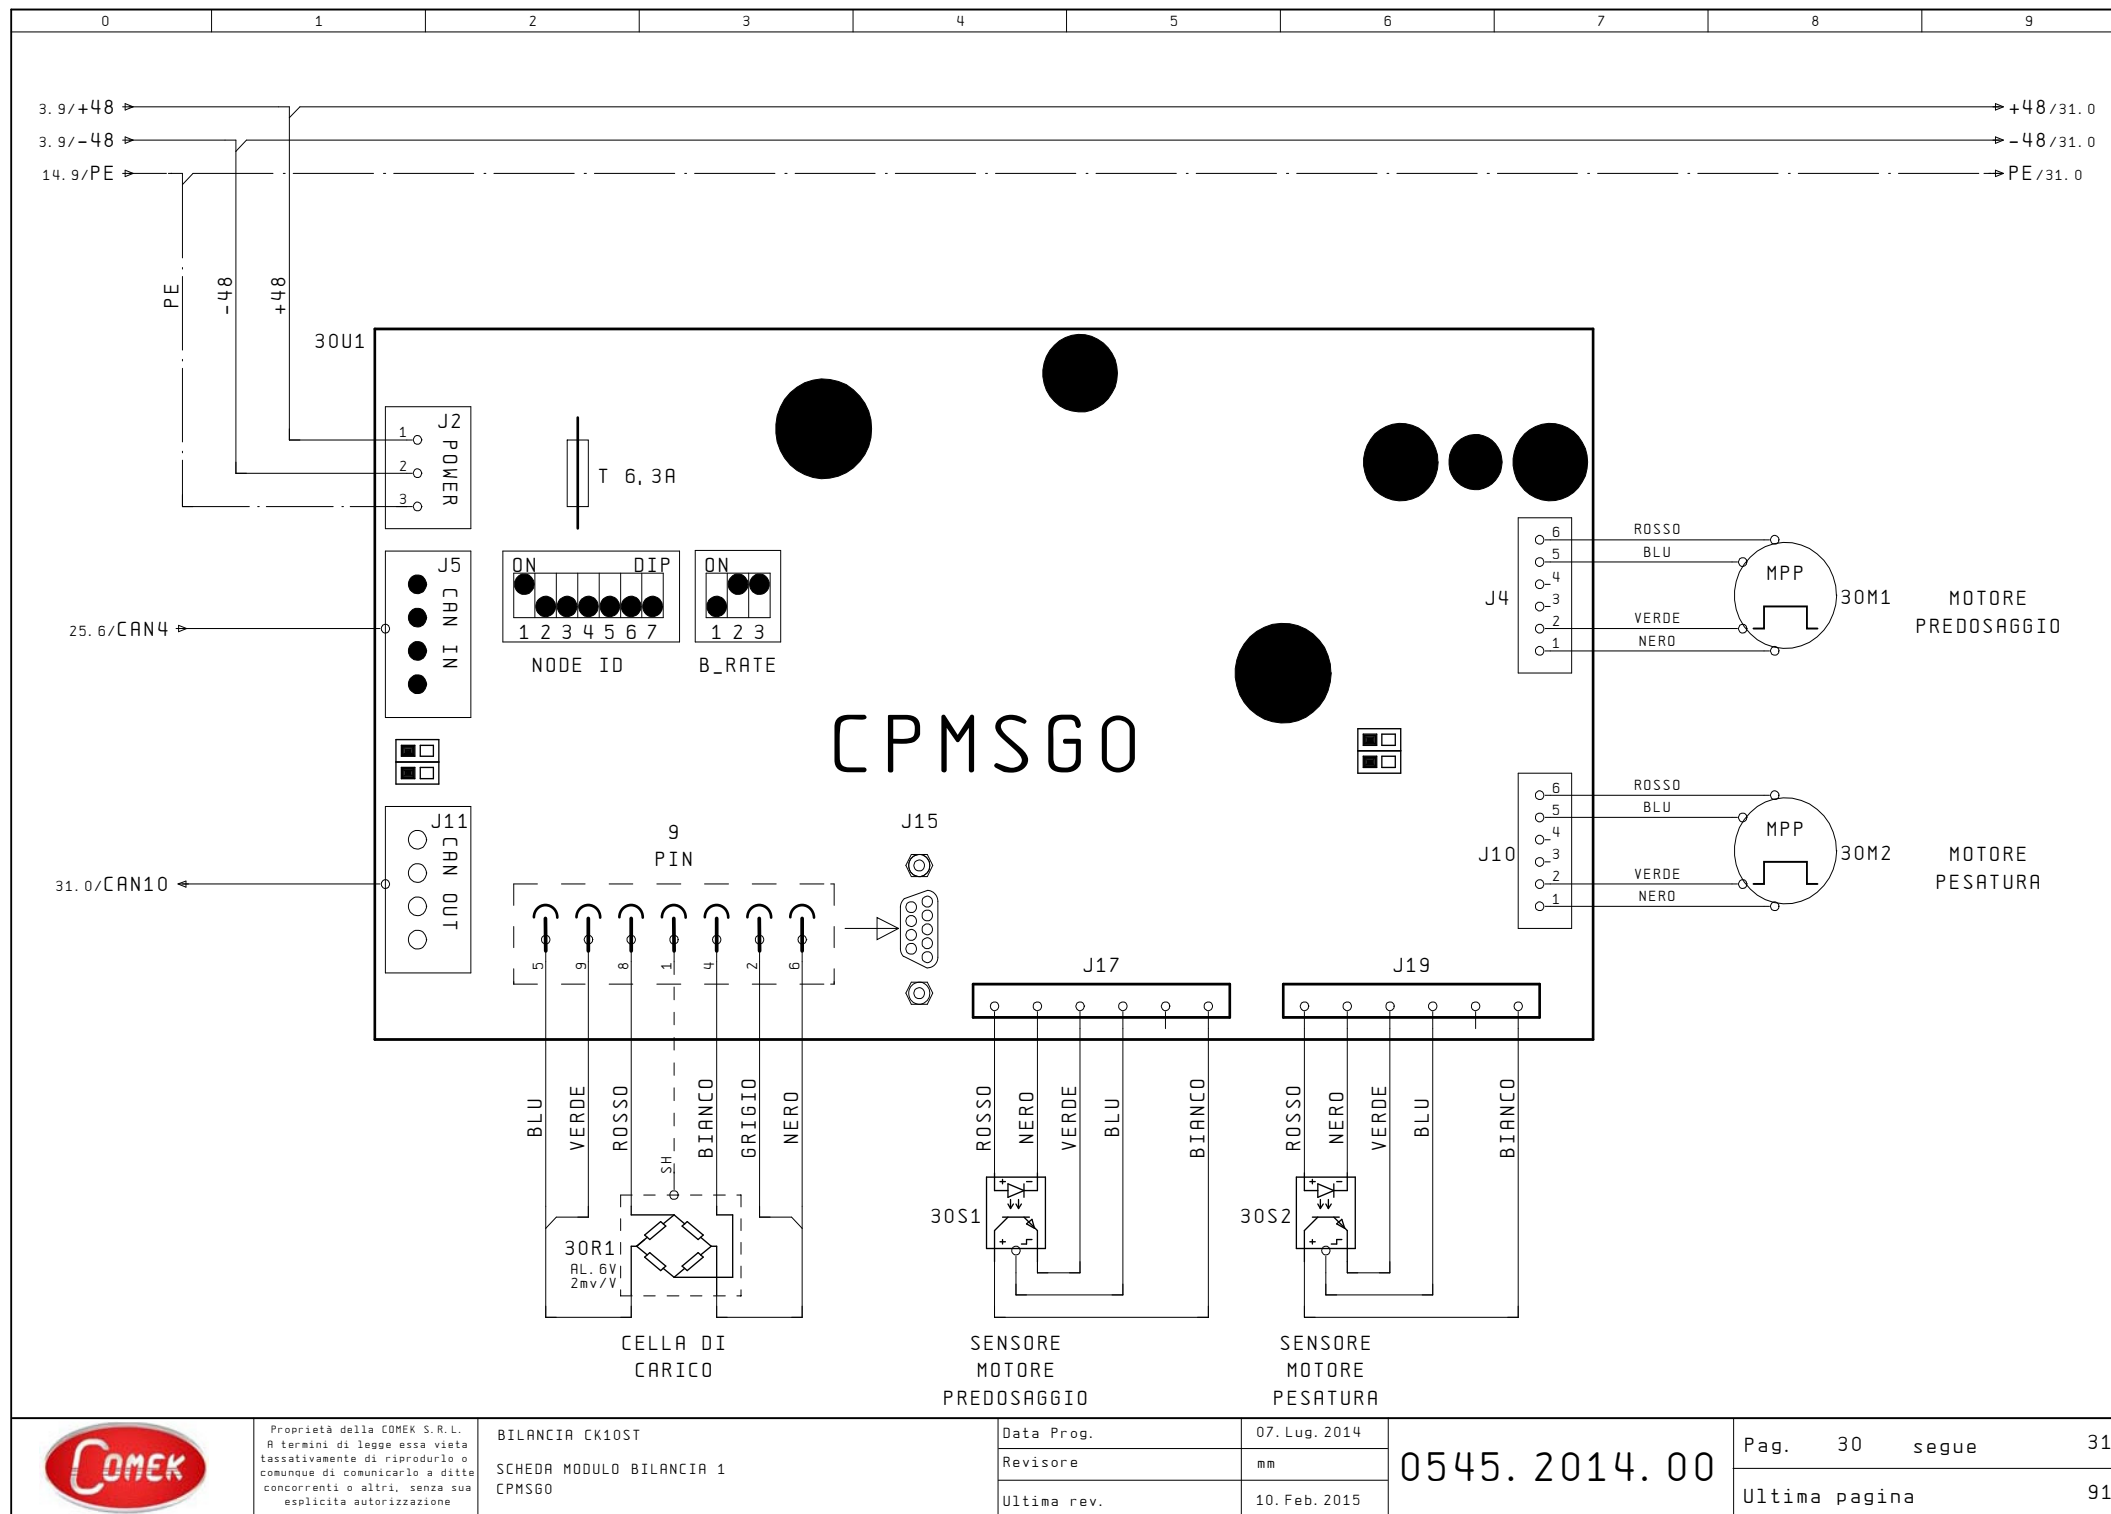 0 1 2 3 4 5 6 7 8 9
3.9/+48 +48/31.0
3.9/-48 -48/31.0
14.9/PE PE/31.0
PE
-48
+48
30U1
J2
POWER
1
2
3
T 6,3A
J5
CAN IN
25.6/CAN4
ON DIP
1 2 3 4 5 6 7
NODE ID
ON
1 2 3
B_RATE
CPMSGO
J4
6 ROSSO
5 BLU
4
3
2 VERDE
1 NERO
MPP
30M1
MOTORE
PREDOSAGGIO
J10
6 ROSSO
5 BLU
4
3
2 VERDE
1 NERO
MPP
30M2
MOTORE
PESATURA
J11
CAN OUT
31.0/CAN10
9
PIN
5 9 8 1 4 2 6
J15
J17
J19
BLU
VERDE
ROSSO
SH
BIANCO
GRIGIO
NERO
30R1
AL.6V
2mv/V
CELLA DI
CARICO
ROSSO
NERO
VERDE
BLU
BIANCO
30S1
+ -
+
SENSORE
MOTORE
PREDOSAGGIO
ROSSO
NERO
VERDE
BLU
BIANCO
30S2
+ -
+
SENSORE
MOTORE
PESATURA
COMEK
Proprietà della COMEK S.R.L.
A termini di legge essa vieta
tassativamente di riprodurlo o
comunque di comunicarlo a ditte
concorrenti o altri, senza sua
esplicita autorizzazione
BILANCIA CK10ST
SCHEDA MODULO BILANCIA 1
CPMSGO
Data Prog. 07.Lug.2014
Revisore mm
Ultima rev. 10.Feb.2015
0545.2014.00
Pag. 30 segue 31
Ultima pagina 91